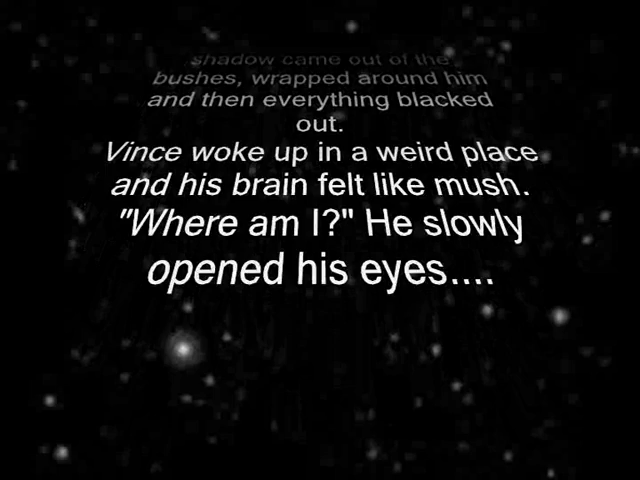 shadow came out of the
bushes, wrapped around him
and then everything blacked
out.
Vince woke up in a weird place
and his brain felt like mush.
"Where am I?" He slowly
opened his eyes....